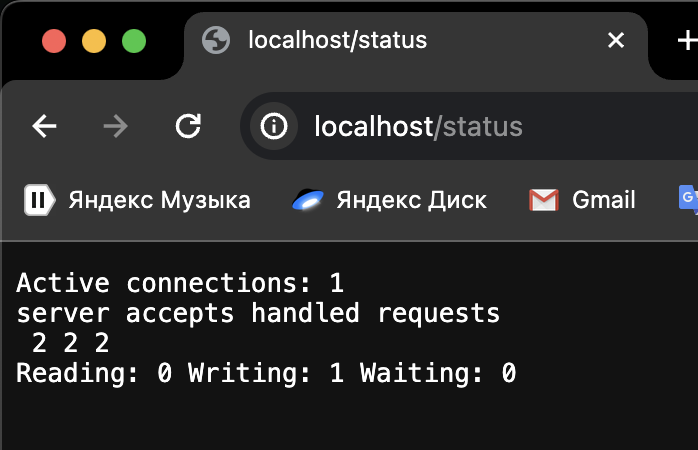 localhost/status
localhost/status
Яндекс Музыка Яндекс Диск Gmail G
Active connections: 1
server accepts handled requests
 2 2 2
Reading: 0 Writing: 1 Waiting: 0